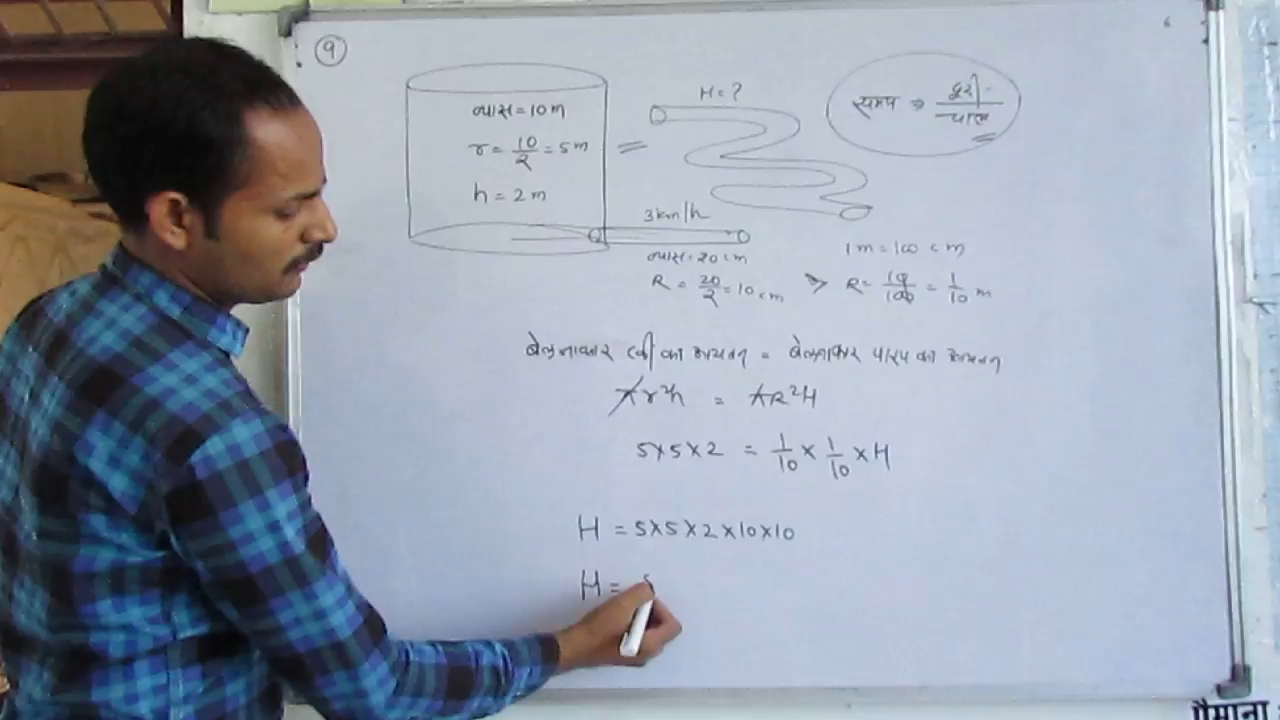 ९
व्यास = 10 m
r = 10/2 = 5 m
h = 2 m
=
H = ?
समय ⇒ दूरी/चाल
3 km/h
व्यास = 20 cm
R = 20/2 = 10 cm
1 m = 100 cm
⇒ R = 10/100 = 1/10 m
बेलनाकार का आयतन = बेलनाकार पाइप का आयतन
πr²h = πR²H
5×5×2 = 1/10 × 1/10 × H
H = 5×5×2×10×10
H =
पैमाना